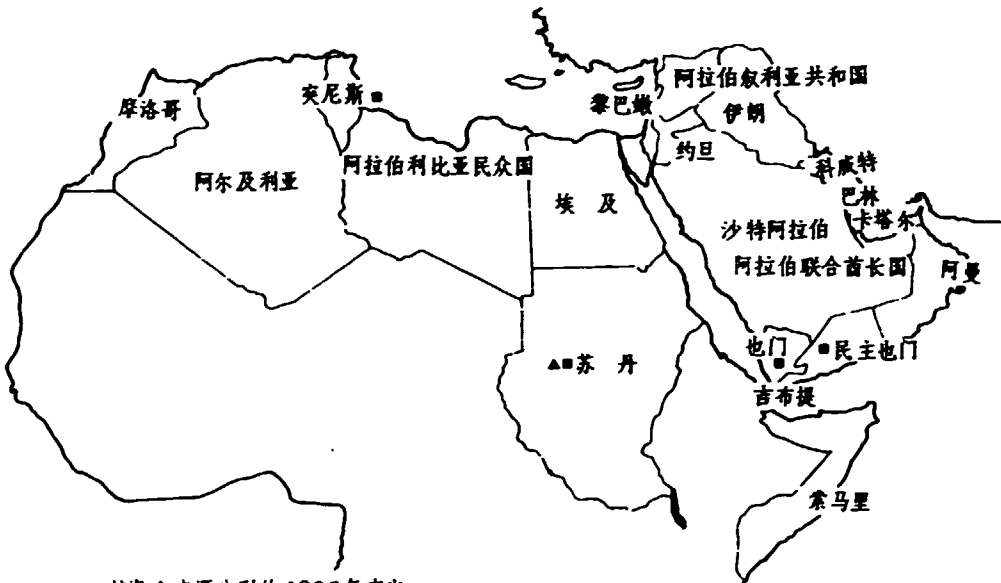 阿拉伯叙利亚共和国
突尼斯
黎巴嫩
摩洛哥
伊朗
约旦
阿拉伯利比亚民众国
科威特
阿尔及利亚
巴林
埃及
卡塔尔
沙特阿拉伯
阿拉伯联合酋长国
阿曼
也门
民主也门
苏丹
吉布提
索马里